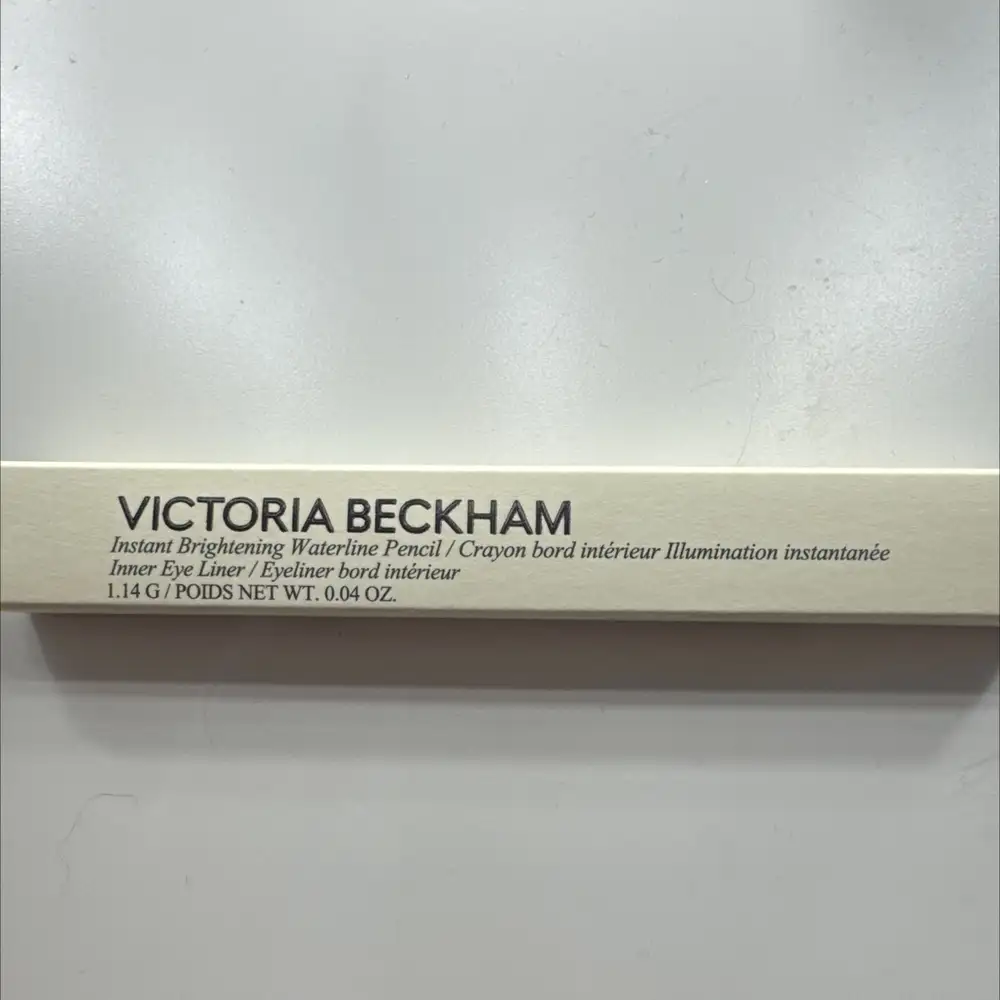 VICTORIA BECKHAM
Instant Brightening Waterline Pencil / Crayon bord intérieur Illumination instantanée
Inner Eye Liner / Eyeliner bord intérieur
1.14 G / POIDS NET WT. 0.04 OZ.